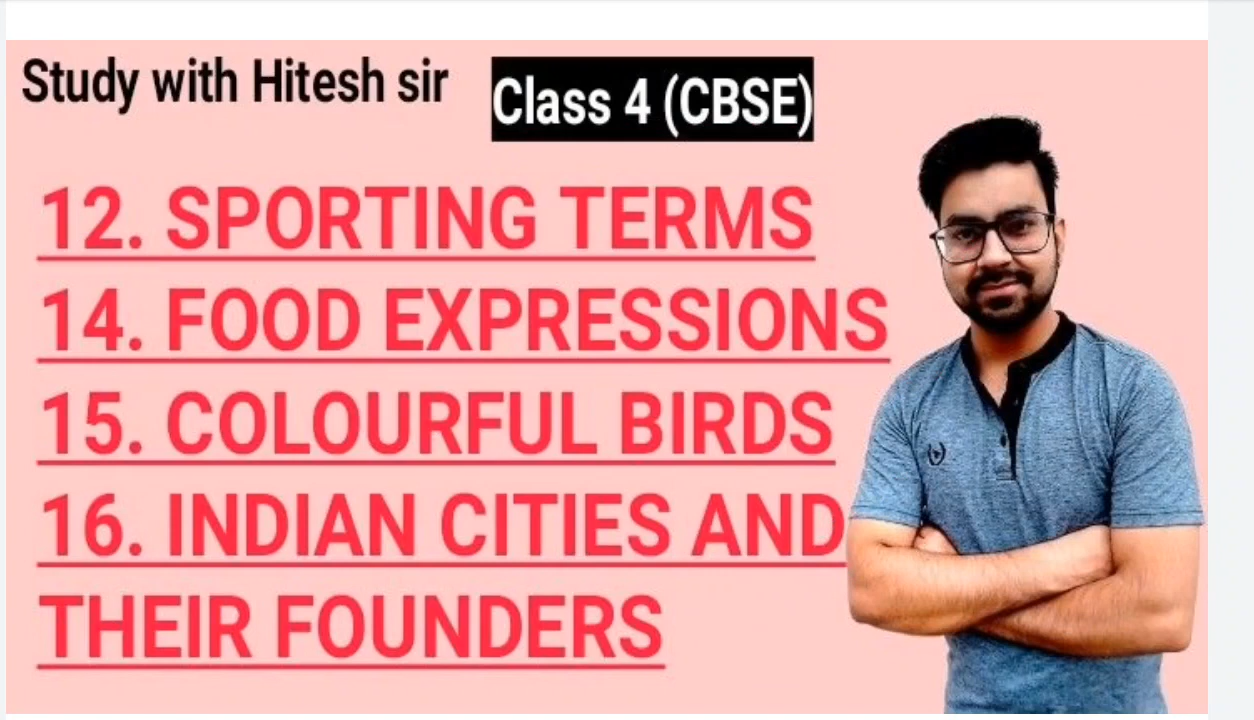 Study with Hitesh sir
Class 4 (CBSE)
12. SPORTING TERMS
14. FOOD EXPRESSIONS
15. COLOURFUL BIRDS
16. INDIAN CITIES AND
THEIR FOUNDERS